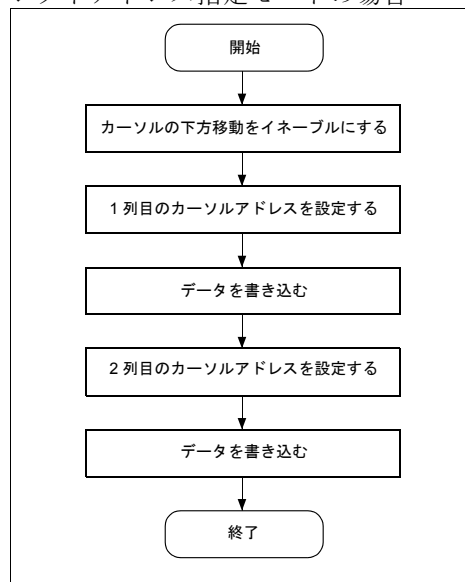 開始
カーソルの下方移動をイネーブルにする
1列目のカーソルアドレスを設定する
データを書き込む
2列目のカーソルアドレスを設定する
データを書き込む
終了